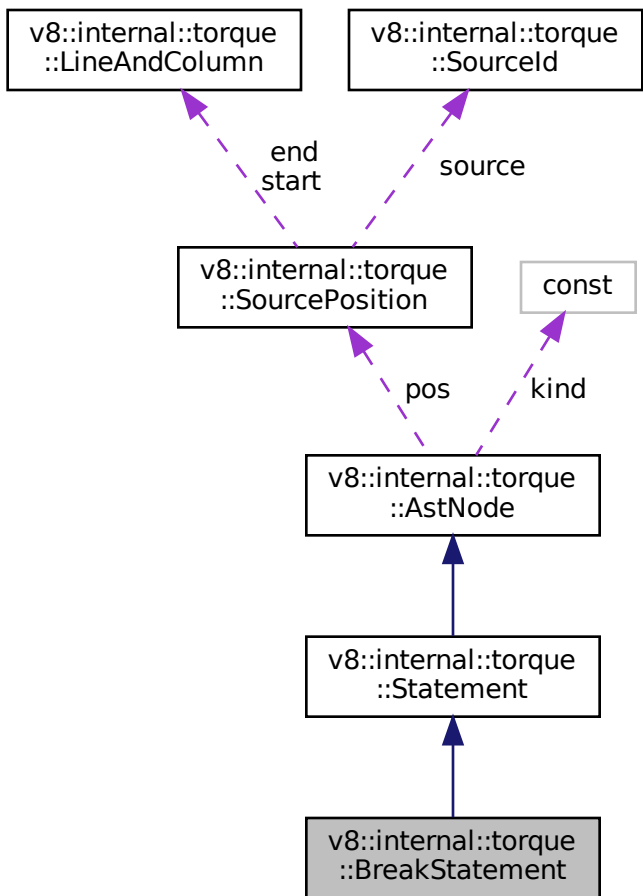 v8::internal::torque
::LineAndColumn
v8::internal::torque
::SourceId
end
start
source
v8::internal::torque
::SourcePosition
const
pos
kind
v8::internal::torque
::AstNode
v8::internal::torque
::Statement
v8::internal::torque
::BreakStatement